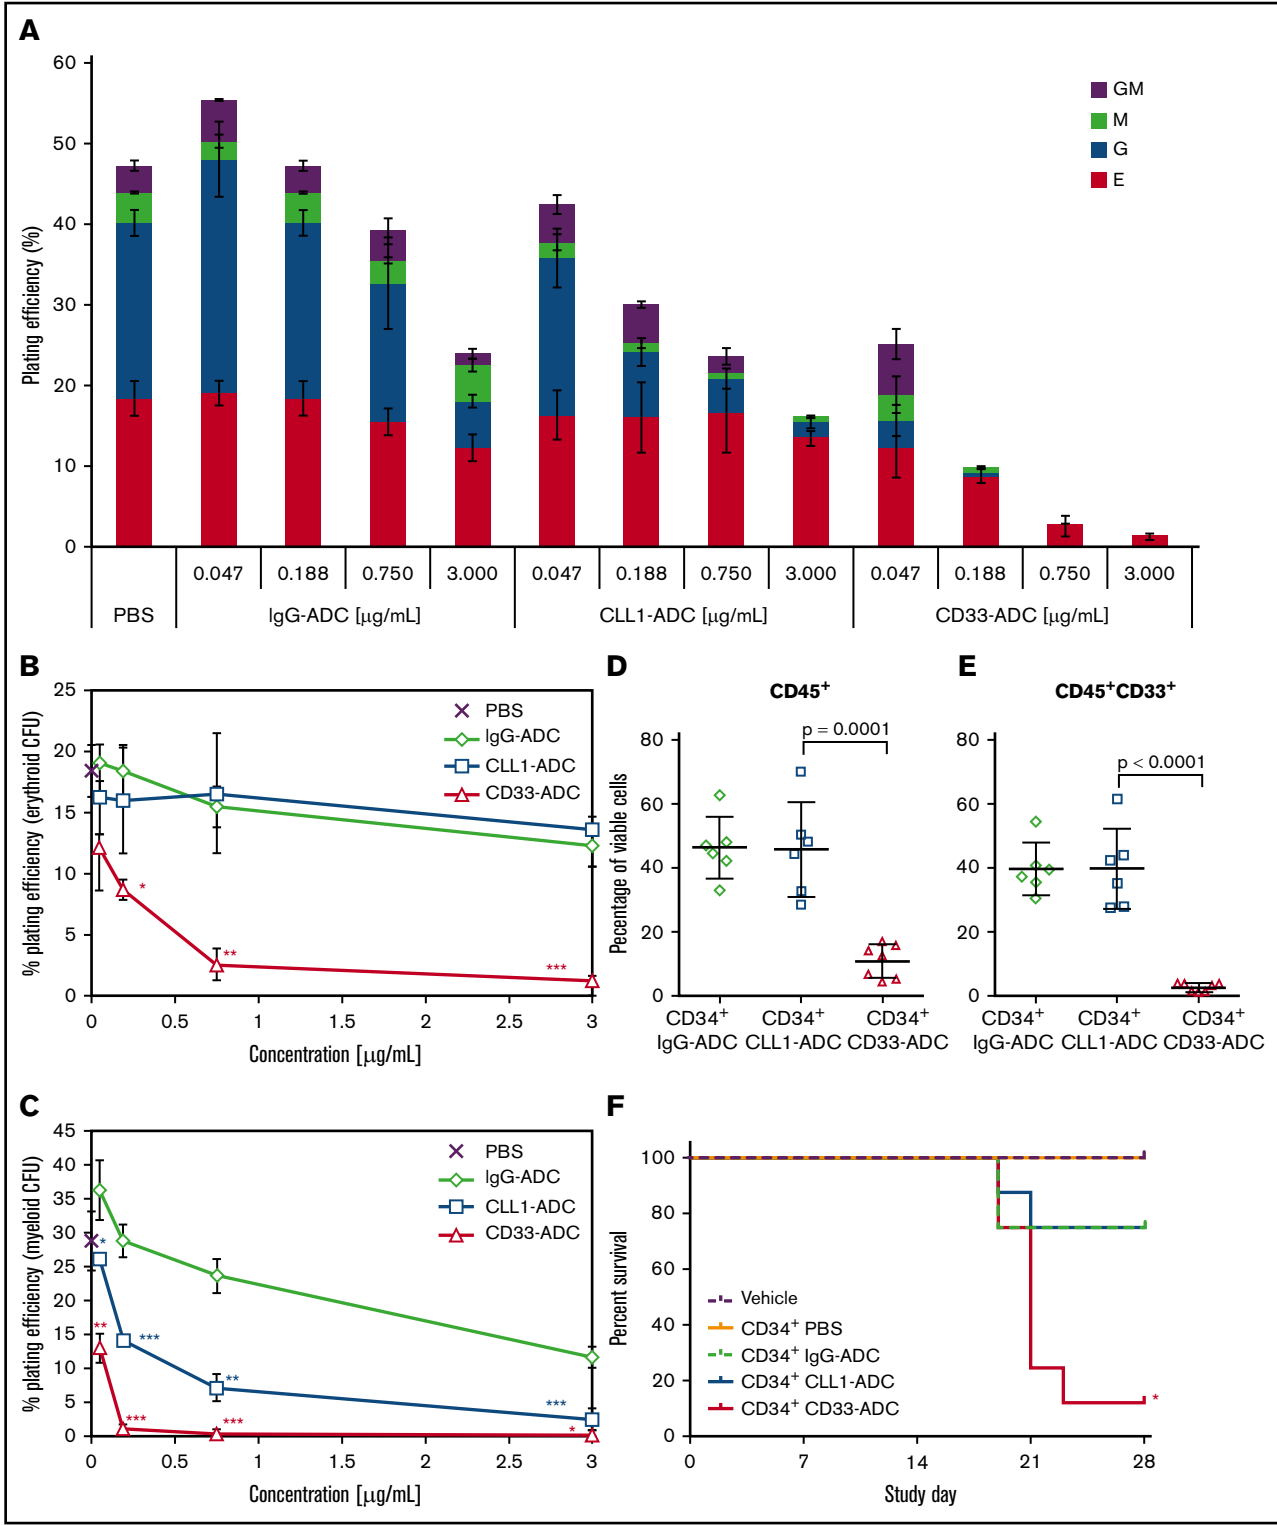 A
60
50
40
30
20
10
0
Plating efficiency (%)
GM
M
G
E
0.047 0.188 0.750 3.000 0.047 0.188 0.750 3.000 0.047 0.188 0.750 3.000
PBS IgG-ADC [μg/mL] CLL1-ADC [μg/mL] CD33-ADC [μg/mL]
B
25
20
15
10
5
0
% plating efficiency (erythroid CFU)
PBS
IgG-ADC
CLL1-ADC
CD33-ADC
*
**
***
0 0.5 1 1.5 2 2.5 3
Concentration [μg/mL]
D
CD45+
p = 0.0001
80
60
40
20
0
Pecentage of viable cells
CD34+ CD34+ CD34+
IgG-ADC CLL1-ADC CD33-ADC
E
CD45+CD33+
p < 0.0001
80
60
40
20
0
CD34+ CD34+ CD34+
IgG-ADC CLL1-ADC CD33-ADC
C
45
40
35
30
25
20
15
10
5
0
% plating efficiency (myeloid CFU)
PBS
IgG-ADC
CLL1-ADC
CD33-ADC
*
***
**
***
**
***
***
*
0 0.5 1 1.5 2 2.5 3
Concentration [μg/mL]
F
100
80
60
40
20
0
Percent survival
Vehicle
CD34+ PBS
CD34+ IgG-ADC
CD34+ CLL1-ADC
CD34+ CD33-ADC
*
0 7 14 21 28
Study day